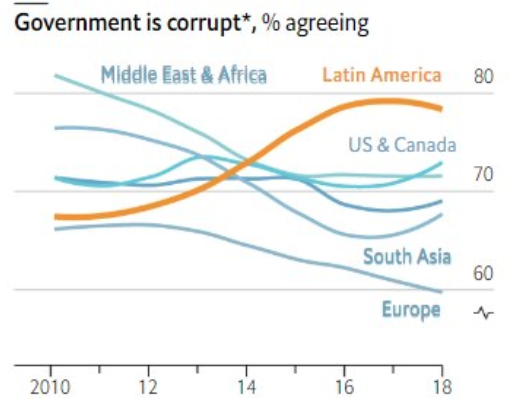 Government is corrupt*, % agreeing
Middle East & Africa
Latin America
80
US & Canada
70
South Asia
60
Europe
2010 12 14 16 18